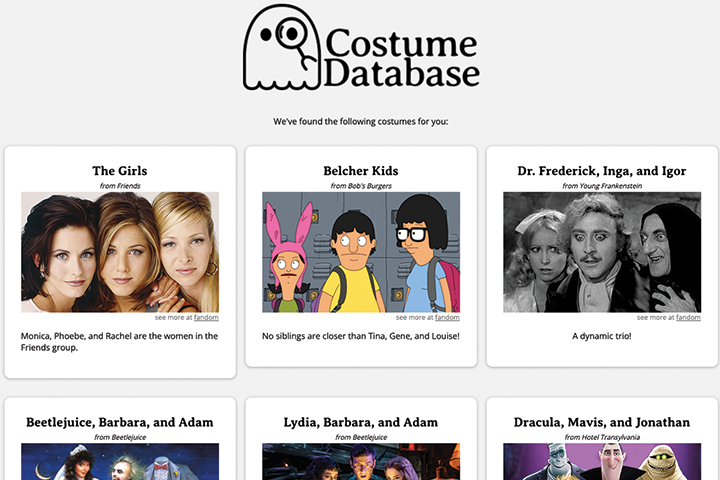 Costume
Database
We've found the following costumes for you:
The Girls
from Friends
see more at fandom
Monica, Phoebe, and Rachel are the women in the
Friends group.
Belcher Kids
from Bob's Burgers
see more at fandom
No siblings are closer than Tina, Gene, and Louise!
Dr. Frederick, Inga, and Igor
from Young Frankenstein
see more at fandom
A dynamic trio!
Beetlejuice, Barbara, and Adam
from Beetlejuice
Lydia, Barbara, and Adam
from Beetlejuice
Dracula, Mavis, and Jonathan
from Hotel Transylvania